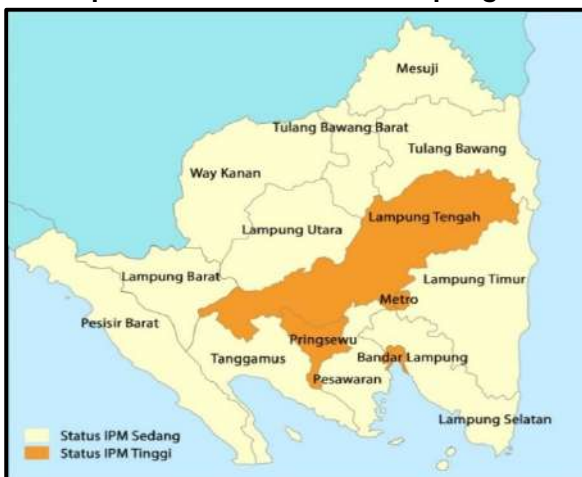 Mesuji
Tulang Bawang Barat
Tulang Bawang
Way Kanan
Lampung Tengah
Lampung Utara
Lampung Barat
Lampung Timur
Metro
Pesisir Barat
Pringsewu
Bandar Lampung
Tanggamus
Pesawaran
Lampung Selatan
Status IPM Sedang
Status IPM Tinggi